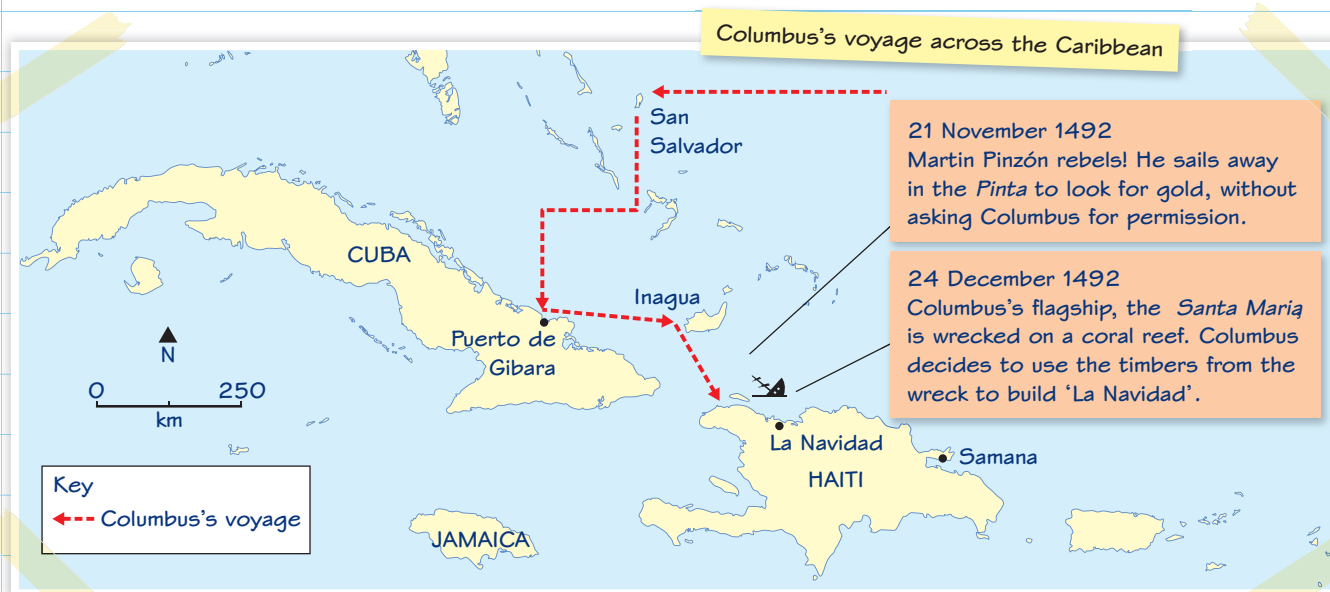 Columbus's voyage across the Caribbean
San
Salvador
21 November 1492
Martin Pinzón rebels! He sails away
in the Pinta to look for gold, without
asking Columbus for permission.
CUBA
24 December 1492
Columbus's flagship, the Santa Maria
is wrecked on a coral reef. Columbus
decides to use the timbers from the
wreck to build 'La Navidad'.
Inagua
Puerto de
Gibara
N
0 250
km
La Navidad
HAITI
Samana
Key
Columbus's voyage
JAMAICA